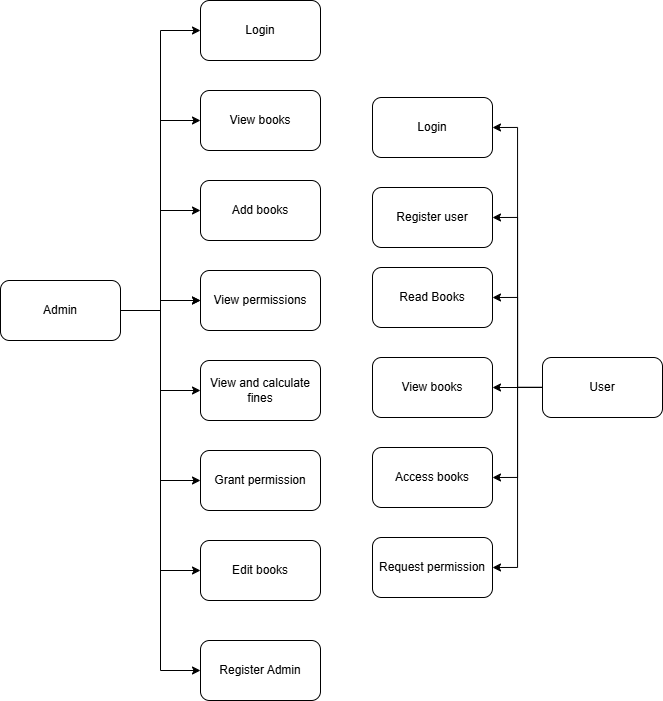 Login
View books
Add books
View permissions
Admin
View and calculate
fines
Grant permission
Edit books
Register Admin
Login
Register user
Read Books
View books
User
Access books
Request permission